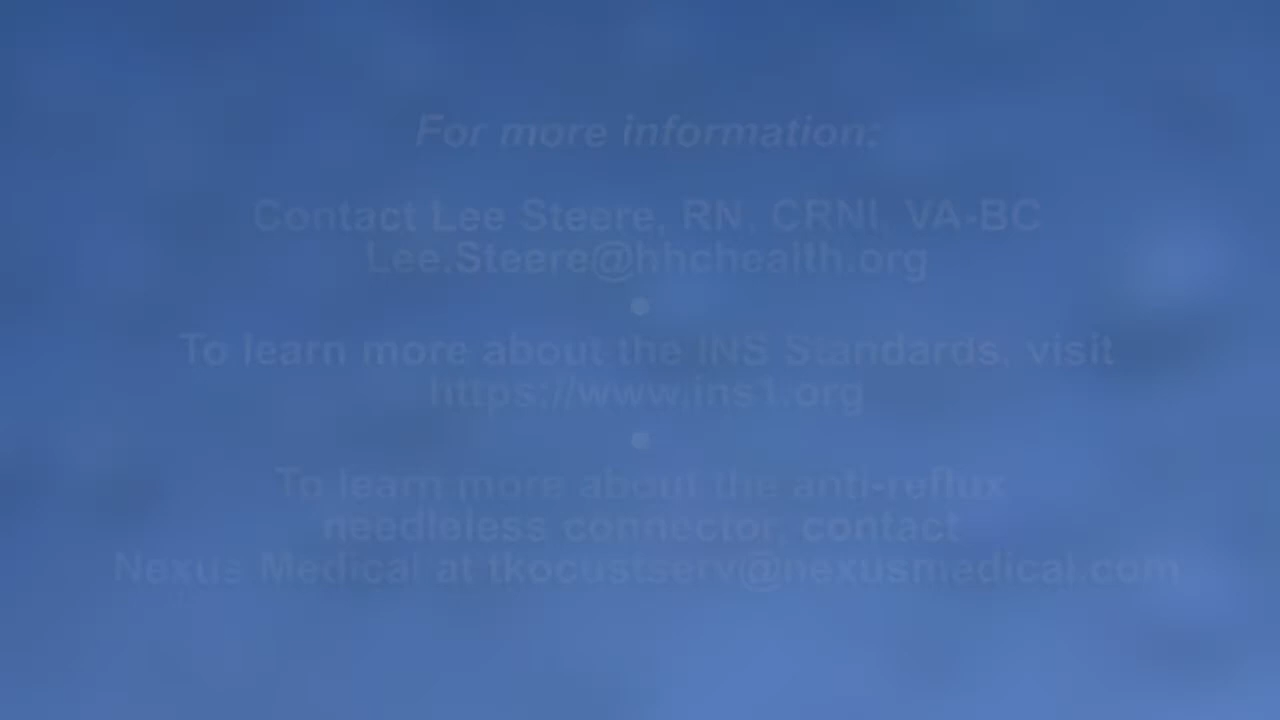 For more information:
Contact Lee Steere, RN, CRNI, VA-BC
Lee.Steere@hhchealth.org
•
To learn more about the INS Standards, visit
https://www.ins1.org
•
To learn more about the anti-reflux
needleless connector, contact
Nexus Medical at tkocustserv@nexusmedical.com